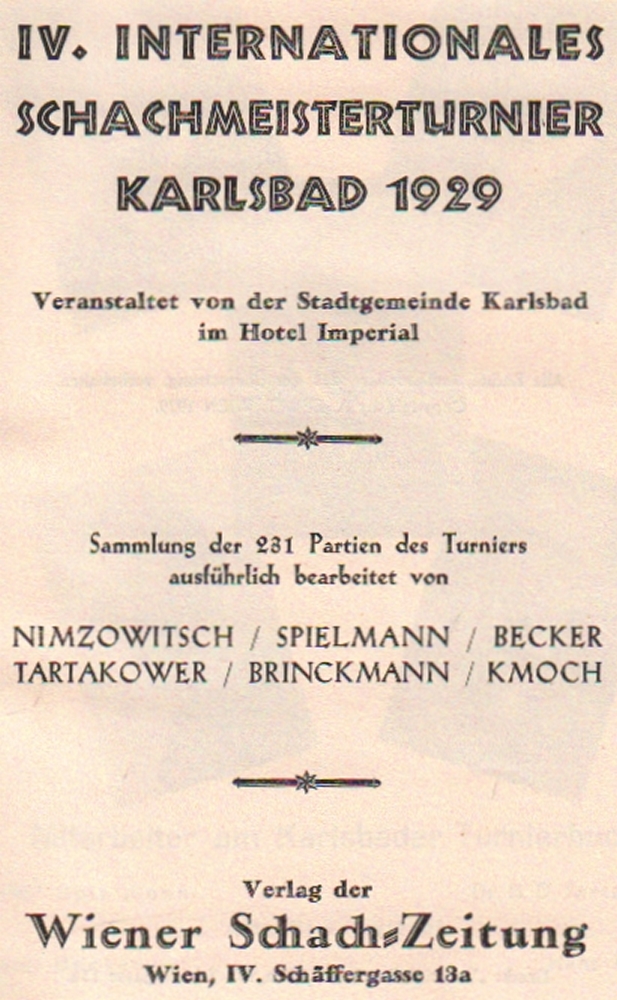 IV. INTERNATIONALES
SCHACHMEISTERTURNIER
KARLSBAD 1929
Veranstaltet von der Stadtgemeinde Karlsbad
im Hotel Imperial
Sammlung der 231 Partien des Turniers
ausführlich bearbeitet von
NIMZOWITSCH / SPIELMANN / BECKER
TARTAKOWER / BRINCKMANN / KMOCH
Verlag der
Wiener Schach-Zeitung
Wien, IV. Schäffergasse 13a